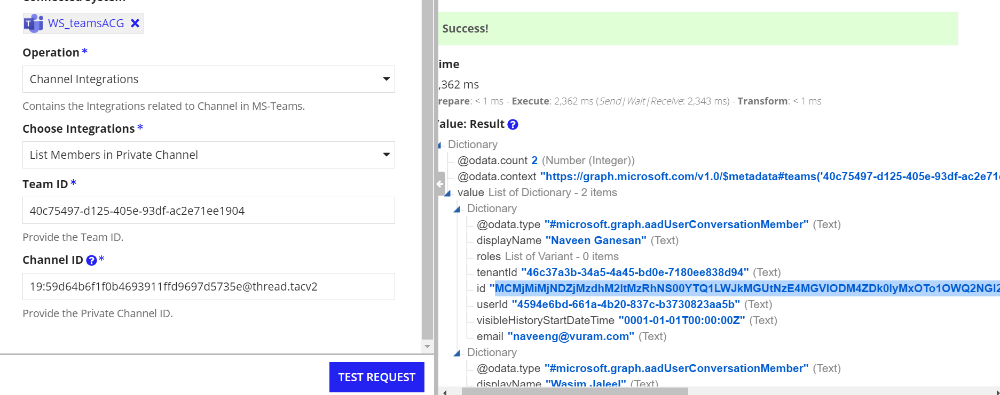 Connected System
WS_teamsACG
Operation *
Channel Integrations
Contains the Integrations related to Channel in MS-Teams.
Choose Integrations *
List Members in Private Channel
Team ID *
40c75497-d125-405e-93df-ac2e71ee1904
Provide the Team ID.
Channel ID ? *
19:59d64b6f1f0b4693911ffd9697d5735e@thread.tacv2
Provide the Private Channel ID.
TEST REQUEST
Success!
ime
,362 ms
repare: < 1 ms - Execute: 2,362 ms (Send|Wait|Receive: 2,343 ms) - Transform: < 1 ms
alue: Result ?
Dictionary
@odata.count 2 (Number (Integer))
@odata.context "https://graph.microsoft.com/v1.0/$metadata#teams('40c75497-d125-405e-93df-ac2e71
value List of Dictionary - 2 items
Dictionary
@odata.type "#microsoft.graph.aadUserConversationMember" (Text)
displayName "Naveen Ganesan" (Text)
roles List of Variant - 0 items
tenantId "46c37a3b-34a5-4a45-bd0e-7180ee838d94" (Text)
id "MCMjMiMjNDZjMzdhM2ItMzRhNS00YTQ1LWJkMGUtNzE4MGVlODM4ZDk0IyMxOTo1OWQ2NGI2
userId "4594e6bd-661a-4b20-837c-b3730823aa5b" (Text)
visibleHistoryStartDateTime "0001-01-01T00:00:00Z" (Text)
email "naveeng@vuram.com" (Text)
Dictionary
@odata.type "#microsoft.graph.aadUserConversationMember" (Text)
displayName "Wasim Jaleel" (Text)